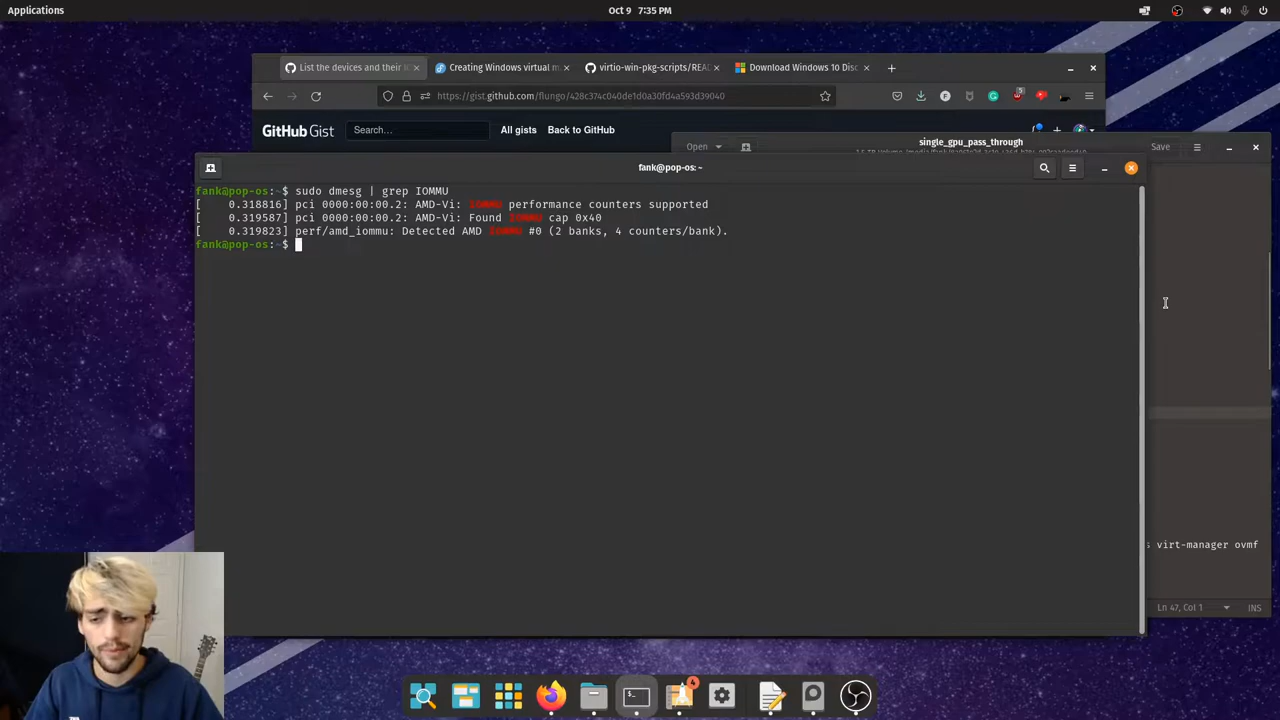 Applications
Oct 9 7:35 PM
List the devices and their
Creating Windows virtual m
virtio-win-pkg-scripts/REA
Download Windows 10 Disc
https://gist.github.com/flungo/428c374c040de1d0a30fd4a593d39040
GitHub Gist
Search...
All gists
Back to GitHub
Open
single_gpu_pass_through
Save
fank@pop-os: ~
fank@pop-os:~$ sudo dmesg | grep IOMMU
[    0.318816] pci 0000:00:00.2: AMD-Vi: IOMMU performance counters supported
[    0.319587] pci 0000:00:00.2: AMD-Vi: Found IOMMU cap 0x40
[    0.319823] perf/amd_iommu: Detected AMD IOMMU #0 (2 banks, 4 counters/bank).
fank@pop-os:~$
s virt-manager ovmf
Ln 47, Col 1
INS
4